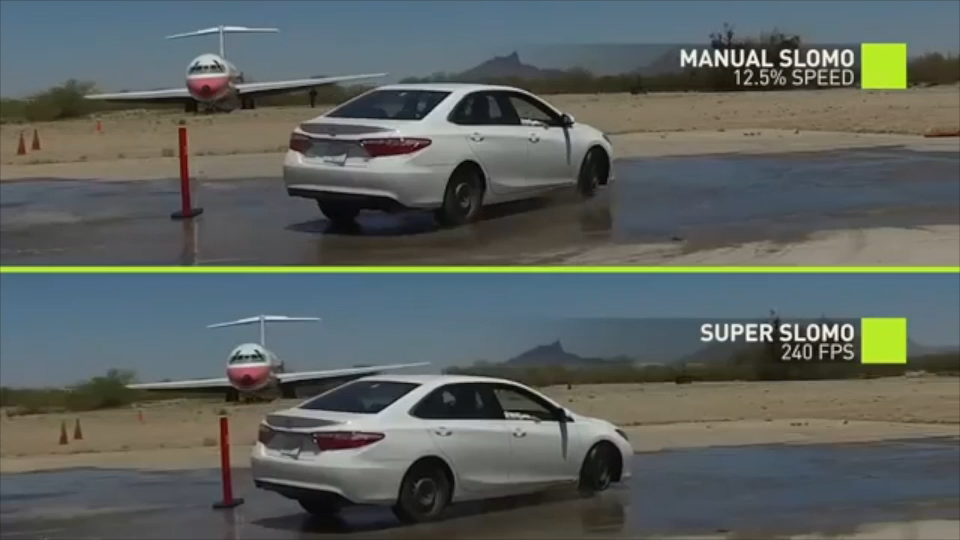 MANUAL SLOMO
12.5% SPEED
SUPER SLOMO
240 FPS